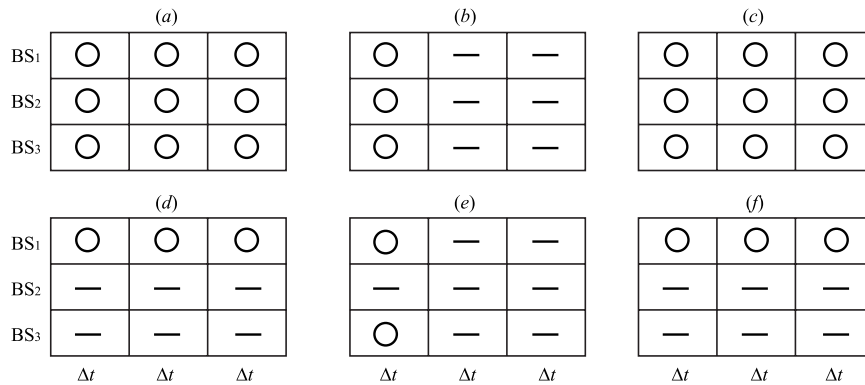 (a) (b) (c)
BS₁
BS₂
BS₃
(d) (e) (f)
BS₁
BS₂
BS₃
Δt Δt Δt Δt Δt Δt Δt Δt Δt